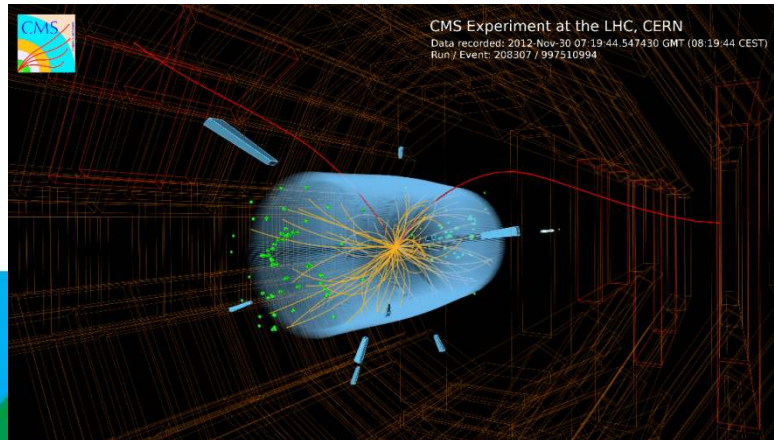 CMS
CMS Experiment at the LHC, CERN
Data recorded: 2012-Nov-30 07:19:44.547430 GMT (08:19:44 CEST)
Run / Event: 208307 / 997510994